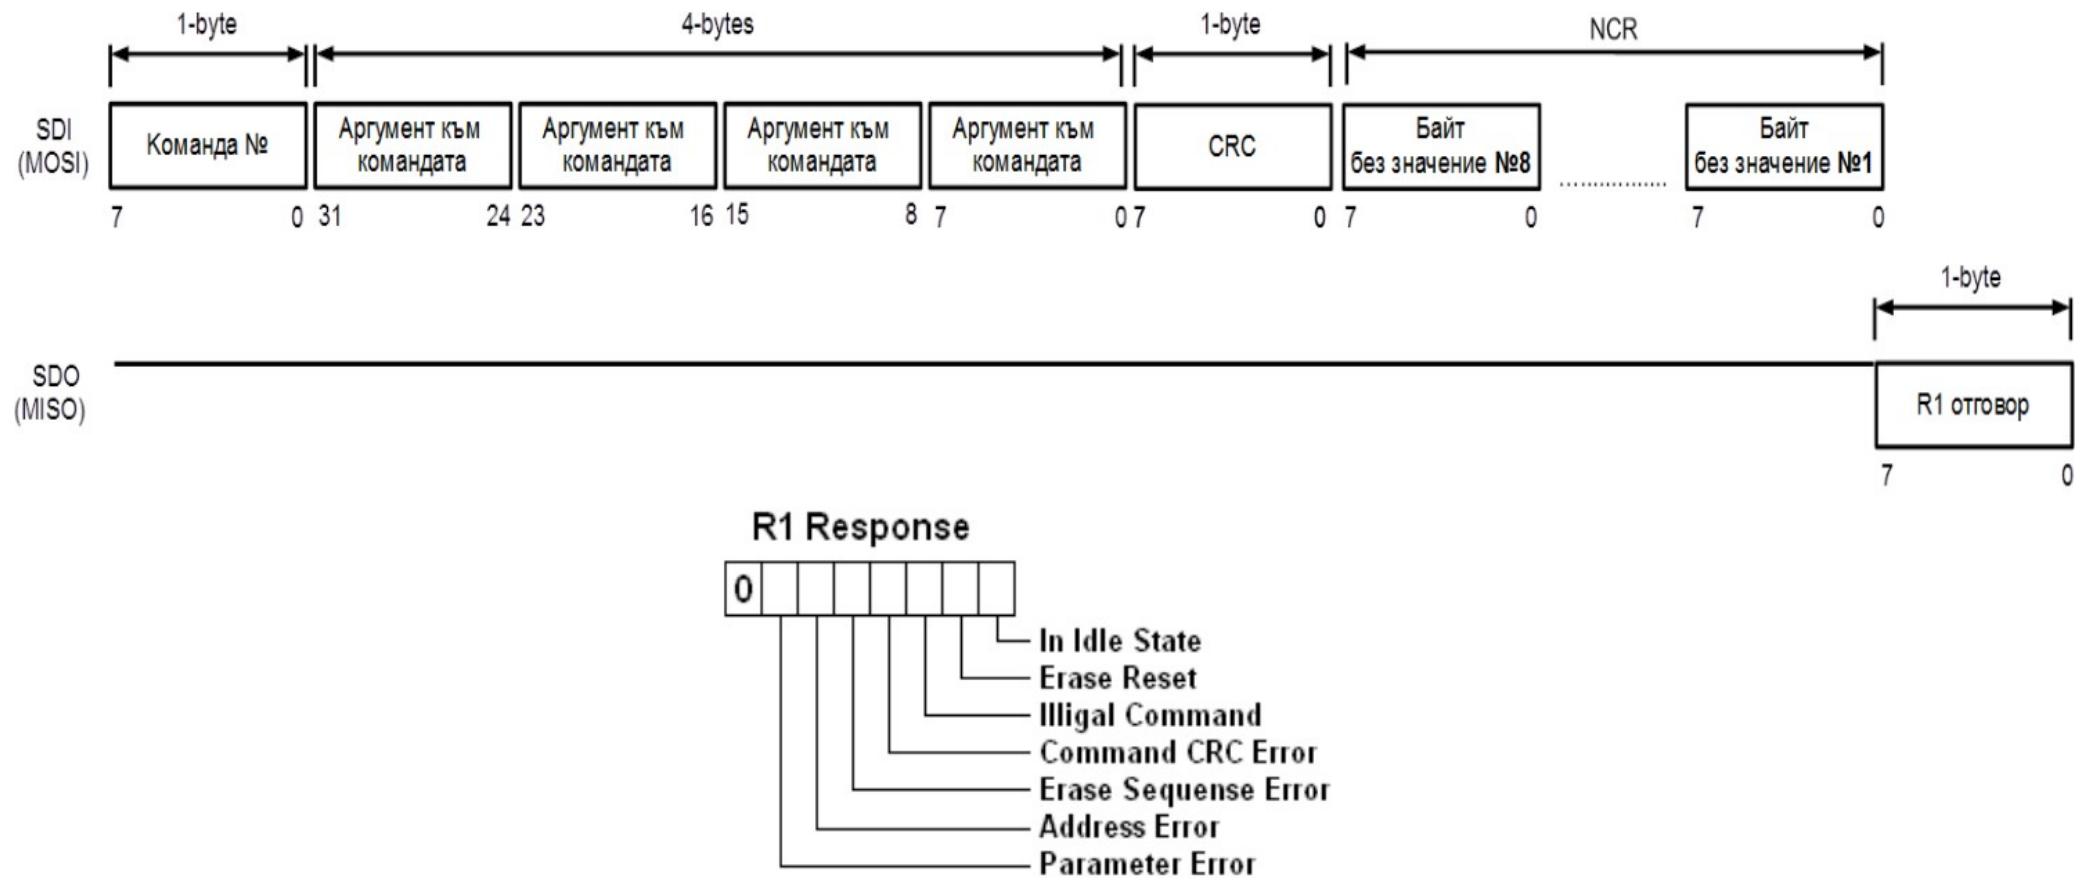 1-byte 4-bytes 1-byte NCR
SDI
(MOSI)
Команда №
Аргумент към
командата
Аргумент към
командата
Аргумент към
командата
Аргумент към
командата
CRC
Байт
без значение №8
.................
Байт
без значение №1
7 0 31 24 23 16 15 8 7 0 7 0 7 0 7 0
1-byte
SDO
(MISO)
R1 отговор
7 0
R1 Response
0
In Idle State
Erase Reset
Illigal Command
Command CRC Error
Erase Sequense Error
Address Error
Parameter Error